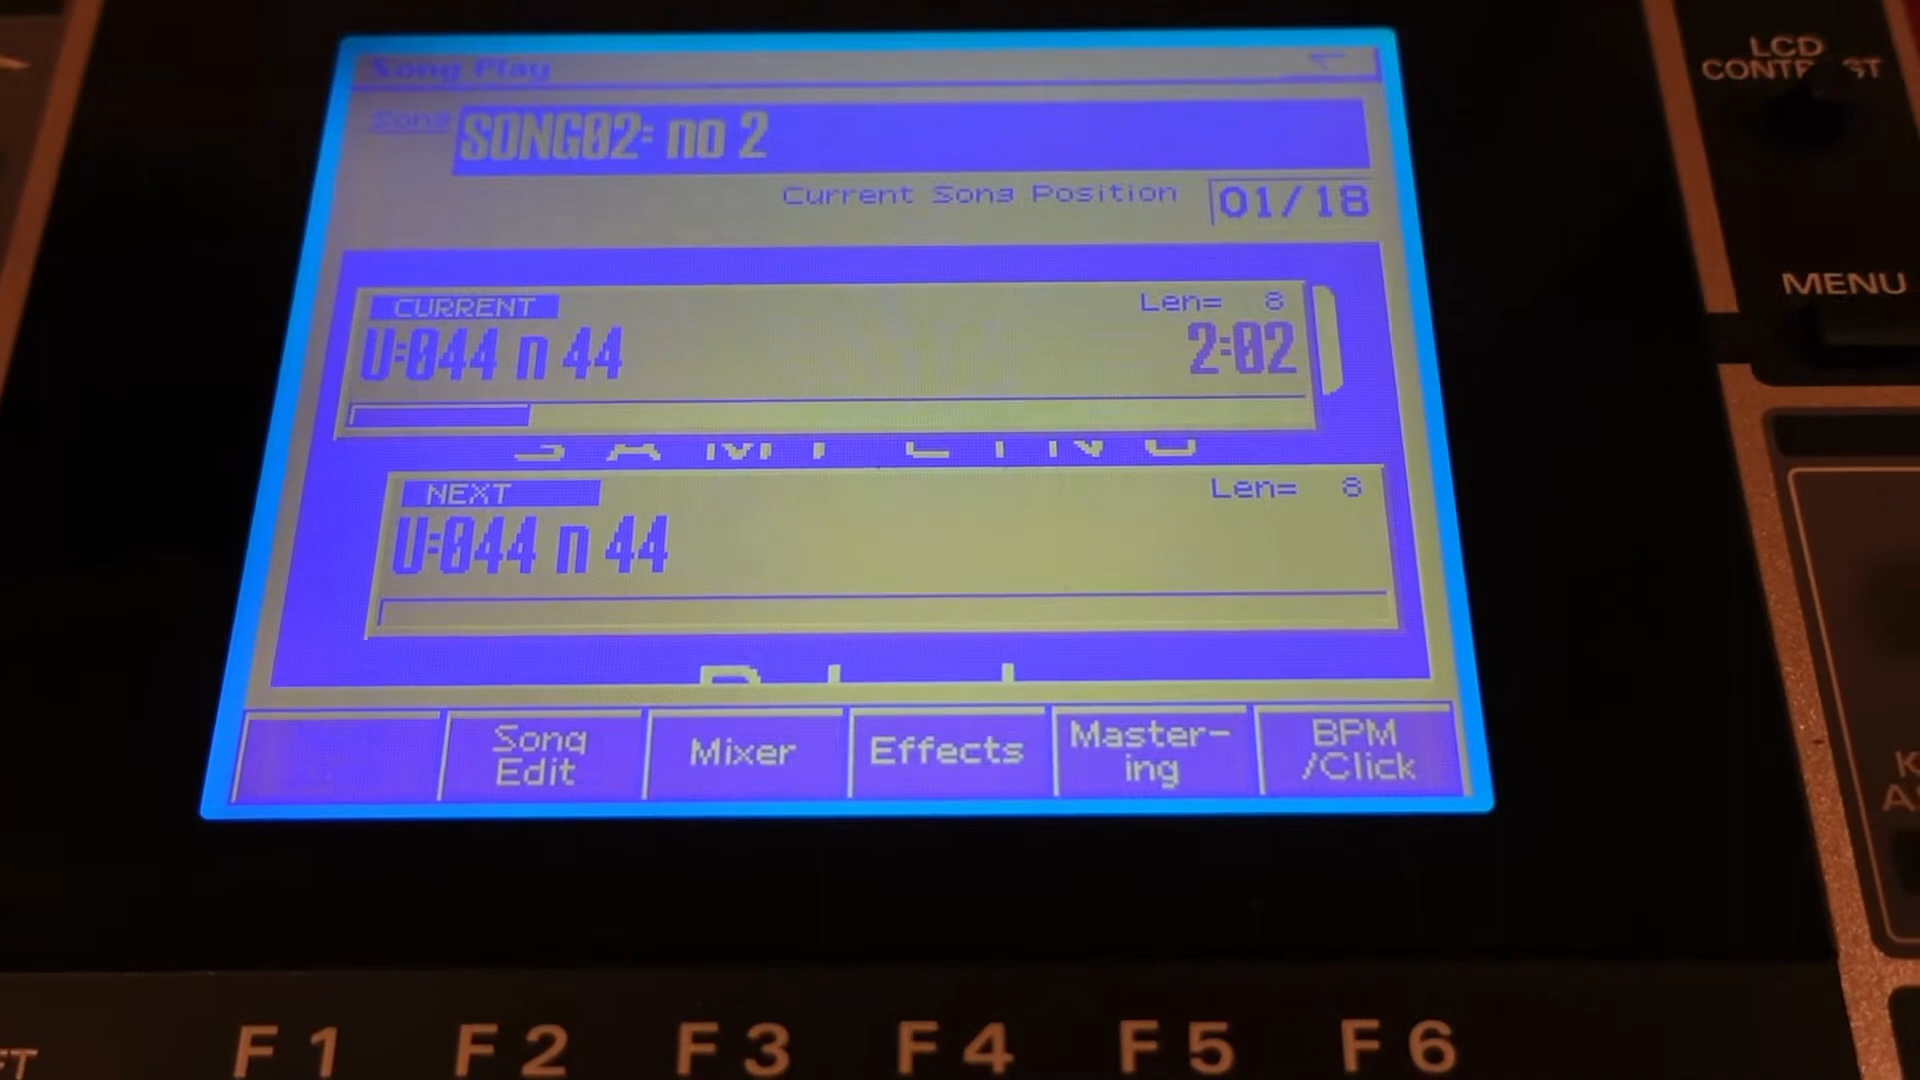 Song Play
LCD
CONTRAST
Song SONG02: no 2
Current Song Position 01/18
MENU
CURRENT Len= 8
U:044 n 44 2:02
SAMPLING
NEXT Len= 8
U:044 n 44
Song
Edit
Mixer
Effects
Master-
ing
BPM
/Click
F1 F2 F3 F4 F5 F6